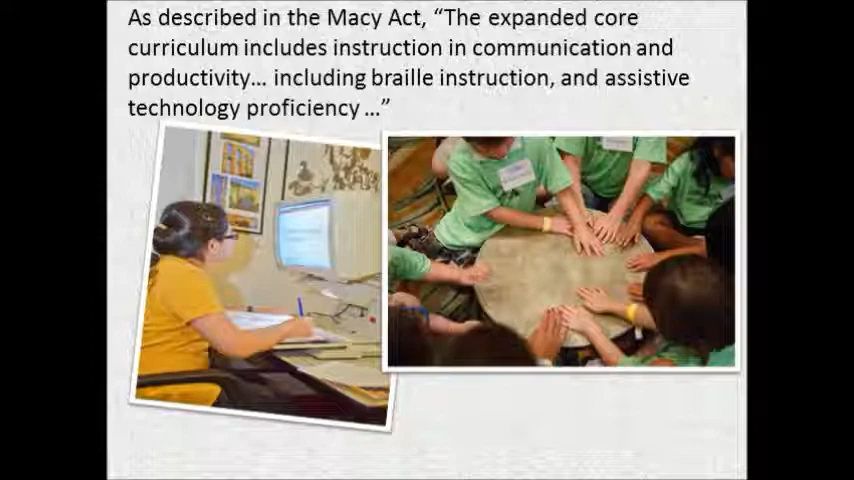 As described in the Macy Act, “The expanded core
curriculum includes instruction in communication and
productivity… including braille instruction, and assistive
technology proficiency …”